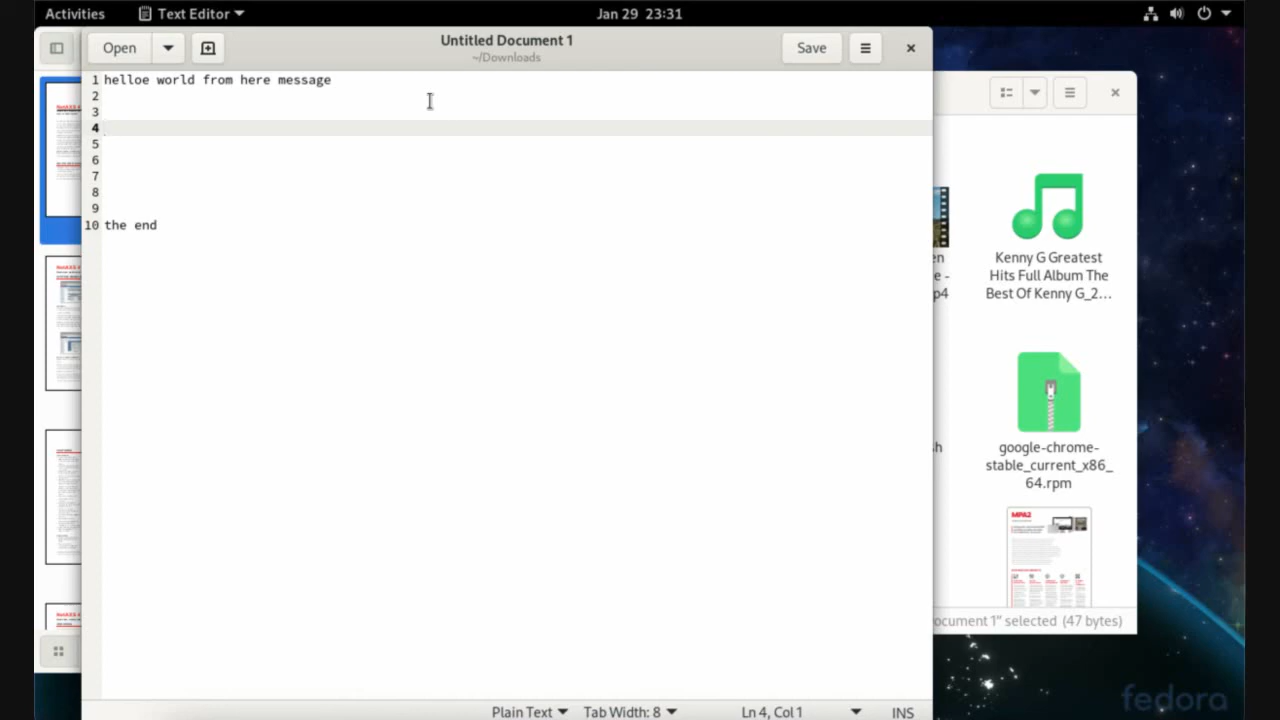 Activities Text Editor Jan 29 23:31
Open Untitled Document 1 Save
~/Downloads
1 helloe world from here message
2
3
4
5
6
7
8
9
10 the end
en
e -
p4
Kenny G Greatest
Hits Full Album The
Best Of Kenny G_2...
google-chrome-
stable_current_x86_
64.rpm
MPA2
ocument 1” selected (47 bytes)
Plain Text Tab Width: 8 Ln 4, Col 1 INS
fedora